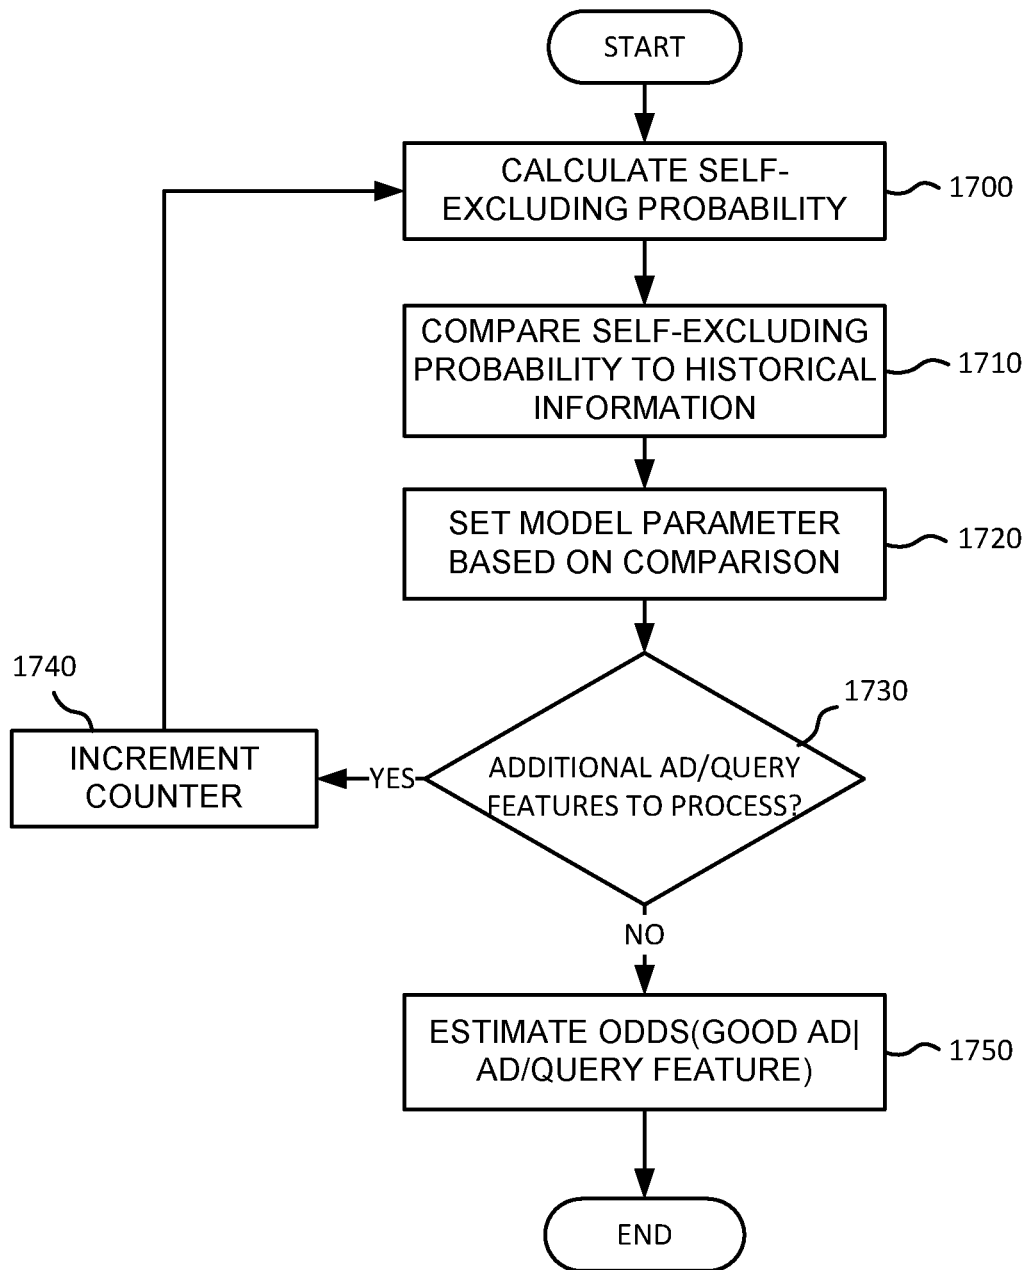 START
CALCULATE SELF-
EXCLUDING PROBABILITY
1700
COMPARE SELF-EXCLUDING
PROBABILITY TO HISTORICAL
INFORMATION
1710
SET MODEL PARAMETER
BASED ON COMPARISON
1720
1740
INCREMENT
COUNTER
YES
1730
ADDITIONAL AD/QUERY
FEATURES TO PROCESS?
NO
ESTIMATE ODDS(GOOD AD|
AD/QUERY FEATURE)
1750
END